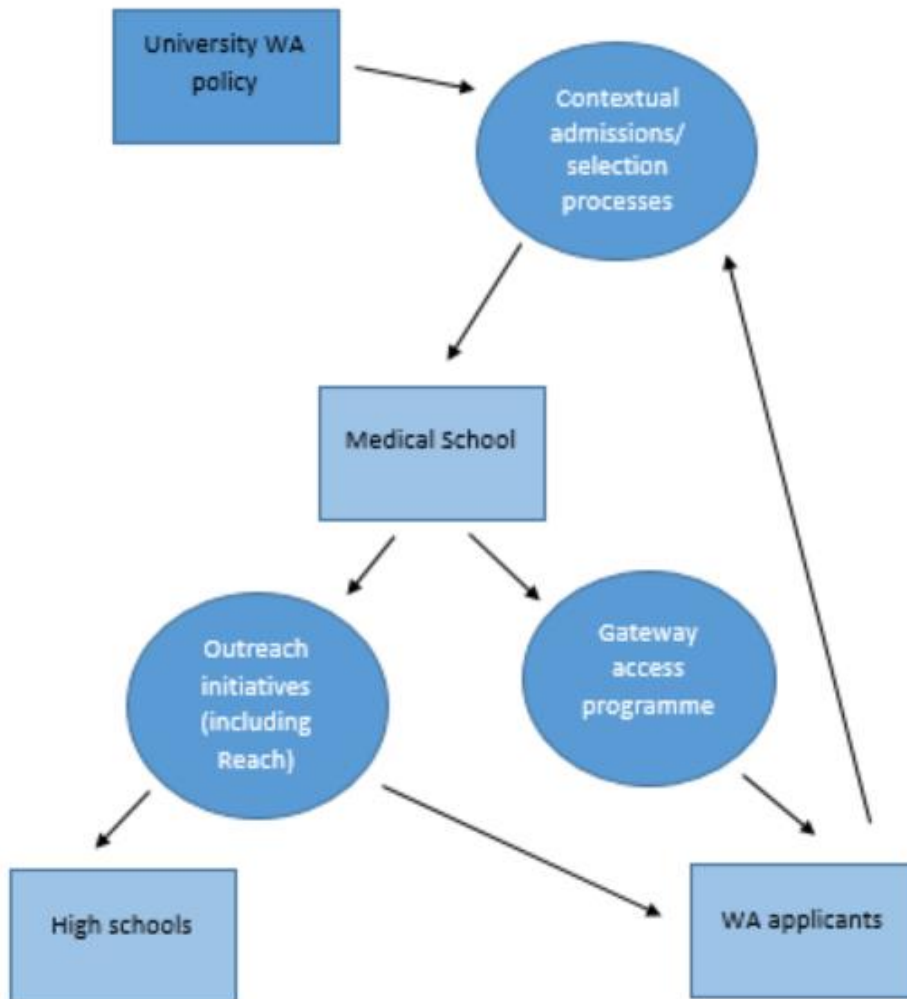 University WA
policy
Contextual
admissions/
selection
processes
Medical School
Outreach
initiatives
(including
Reach)
Gateway
access
programme
High schools
WA applicants